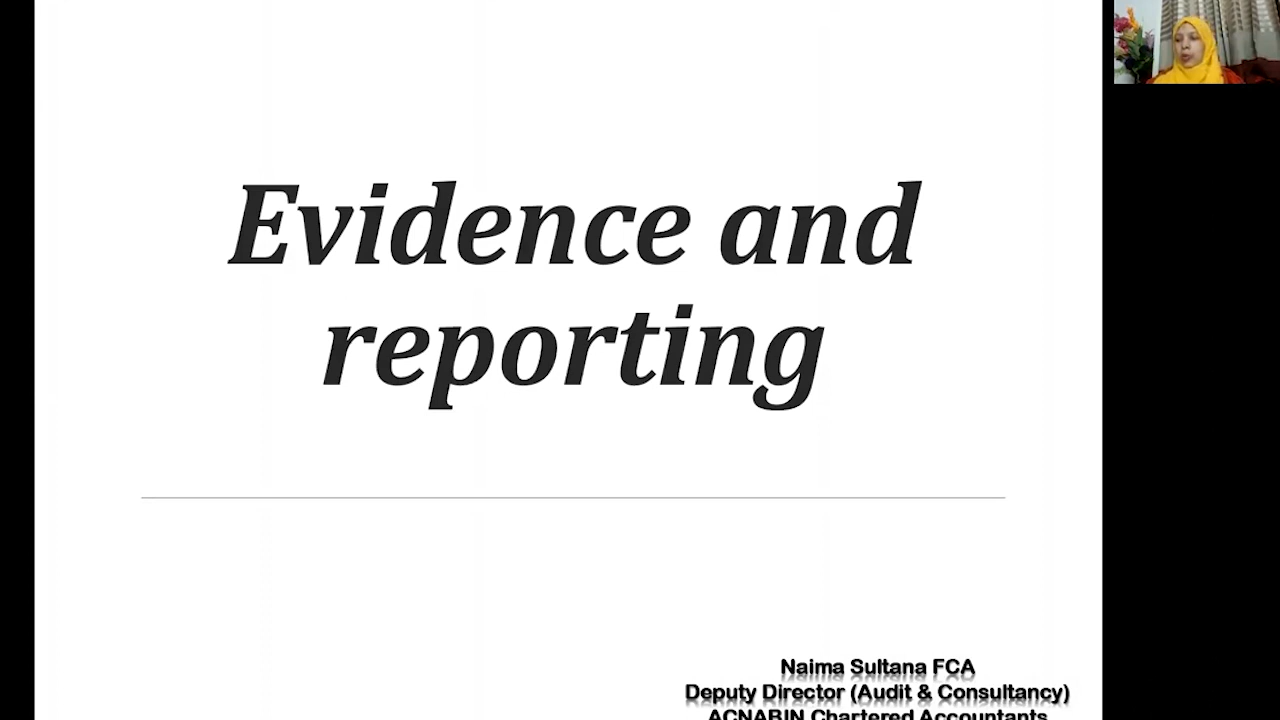 Evidence and
reporting
Naima Sultana FCA
Deputy Director (Audit & Consultancy)
ACNABIN Chartered Accountants